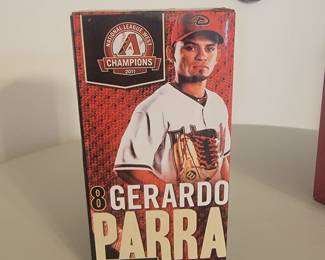 NATIONAL LEAGUE WEST
A
CHAMPIONS
2011
8 GERARDO
PARRA